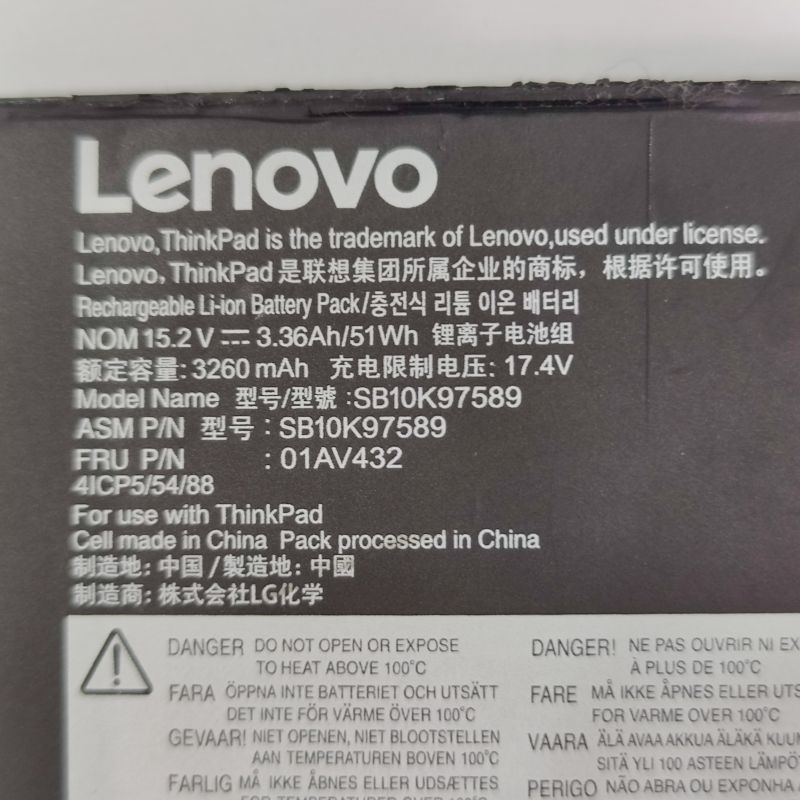 Lenovo
Lenovo,ThinkPad is the trademark of Lenovo,used under license.
Lenovo, ThinkPad 是联想集团所属企业的商标，根据许可使用。
Rechargeable Li-ion Battery Pack/충전식 리튬 이온 배터리
NOM 15.2 V ⎓ 3.36Ah/51Wh 锂离子电池组
额定容量: 3260 mAh 充电限制电压: 17.4V
Model Name 型号/型號 :SB10K97589
ASM P/N 型号 : SB10K97589
FRU P/N : 01AV432
4ICP5/54/88
For use with ThinkPad
Cell made in China Pack processed in China
制造地: 中国 / 製造地: 中國
制造商: 株式会社LG化学
DANGER DO NOT OPEN OR EXPOSE
TO HEAT ABOVE 100°C
FARA ÖPPNA INTE BATTERIET OCH UTSÄTT
DET INTE FÖR VÄRME ÖVER 100°C
GEVAAR! NIET OPENEN, NIET BLOOTSTELLEN
AAN TEMPERATUREN BOVEN 100°C
FARLIG MÅ IKKE ÅBNES ELLER UDSÆTTES
FOR TEMPERATURER OVER 100°C
DANGER! NE PAS OUVRIR NI EX
À PLUS DE 100°C
FARE MÅ IKKE ÅPNES ELLER UTS
FOR VARME OVER 100°C
VAARA ÄLÄ AVAA AKKUA ÄLÄKÄ KUUM
SITÄ YLI 100 ASTEEN LÄMPÖT
PERIGO NÃO ABRA OU EXPONHA A